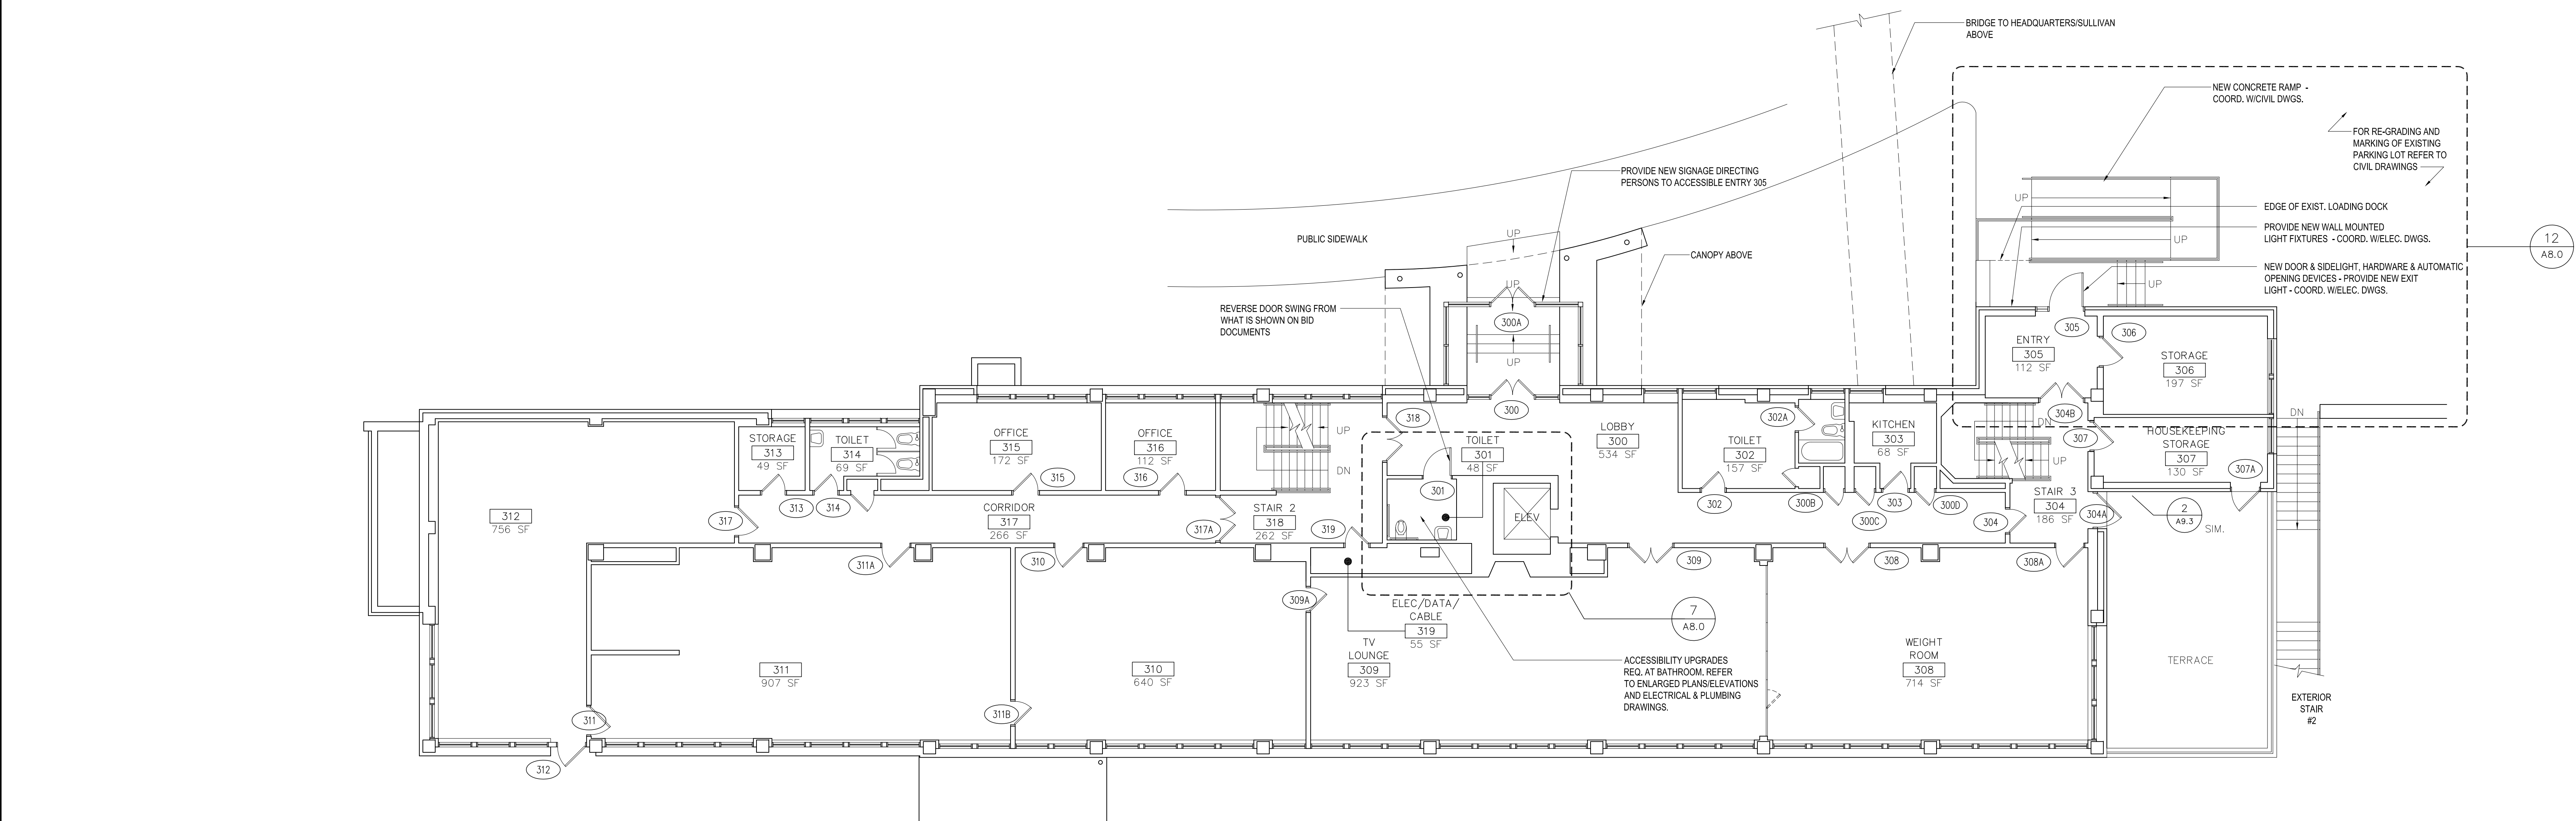 BRIDGE TO HEADQUARTERS/SULLIVAN
ABOVE
NEW CONCRETE RAMP -
COORD. W/CIVIL DWGS.
FOR RE-GRADING AND
MARKING OF EXISTING
PARKING LOT REFER TO
CIVIL DRAWINGS
PROVIDE NEW SIGNAGE DIRECTING
PERSONS TO ACCESSIBLE ENTRY 305
UP
EDGE OF EXIST. LOADING DOCK
PROVIDE NEW WALL MOUNTED
LIGHT FIXTURES - COORD. W/ELEC. DWGS.
UP
12
A8.0
PUBLIC SIDEWALK
UP
CANOPY ABOVE
NEW DOOR & SIDELIGHT, HARDWARE & AUTOMATIC
OPENING DEVICES - PROVIDE NEW EXIT
LIGHT - COORD. W/ELEC. DWGS.
UP
UP
REVERSE DOOR SWING FROM
WHAT IS SHOWN ON BID
DOCUMENTS
300A
UP
305
306
ENTRY
305
112 SF
STORAGE
306
197 SF
300
318
302A
304B
DN
DN
UP
DN
UP
STORAGE
313
49 SF
TOILET
314
69 SF
OFFICE
315
172 SF
OFFICE
316
112 SF
TOILET
301
48 SF
LOBBY
300
534 SF
TOILET
302
157 SF
KITCHEN
303
68 SF
307
HOUSEKEEPING
STORAGE
307
130 SF
307A
UP
DN
315
316
301
313
314
302
300B
300C
303
300D
304
STAIR 3
304
186 SF
304A
2
A9.3
SIM.
312
756 SF
317
CORRIDOR
317
266 SF
317A
STAIR 2
318
262 SF
319
ELEV
311A
310
309
308
308A
309A
ELEC/DATA/
CABLE
319
55 SF
7
A8.0
TV
LOUNGE
309
923 SF
ACCESSIBILITY UPGRADES
REQ. AT BATHROOM. REFER
TO ENLARGED PLANS/ELEVATIONS
AND ELECTRICAL & PLUMBING
DRAWINGS.
WEIGHT
ROOM
308
714 SF
TERRACE
311
907 SF
310
640 SF
311
311B
312
EXTERIOR
STAIR
#2